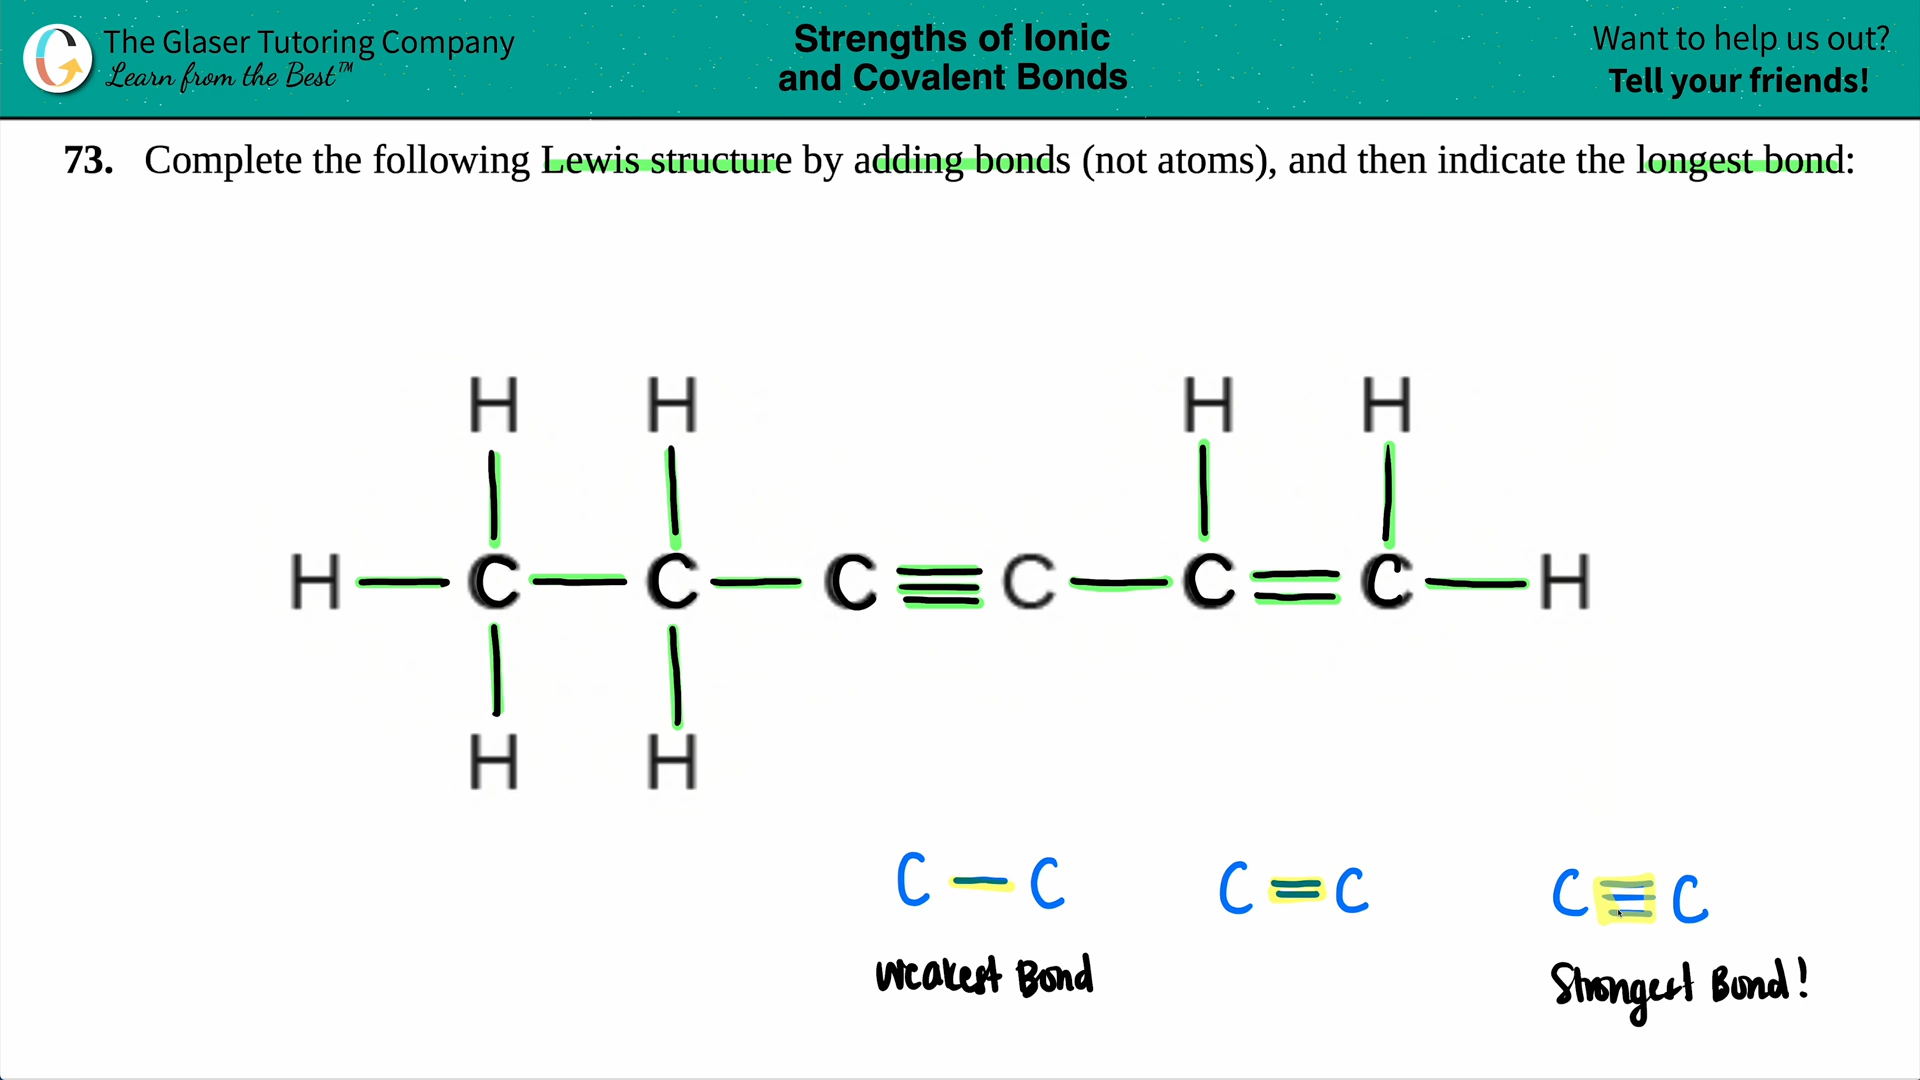 The Glaser Tutoring Company
Learn from the Best™
Strengths of Ionic
and Covalent Bonds
Want to help us out?
Tell your friends!
73. Complete the following Lewis structure by adding bonds (not atoms), and then indicate the longest bond:
H H H H
H — C — C — C ≡ C — C = C — H
H H
C — C C = C C ≡ C
Weakest Bond Strongest Bond!